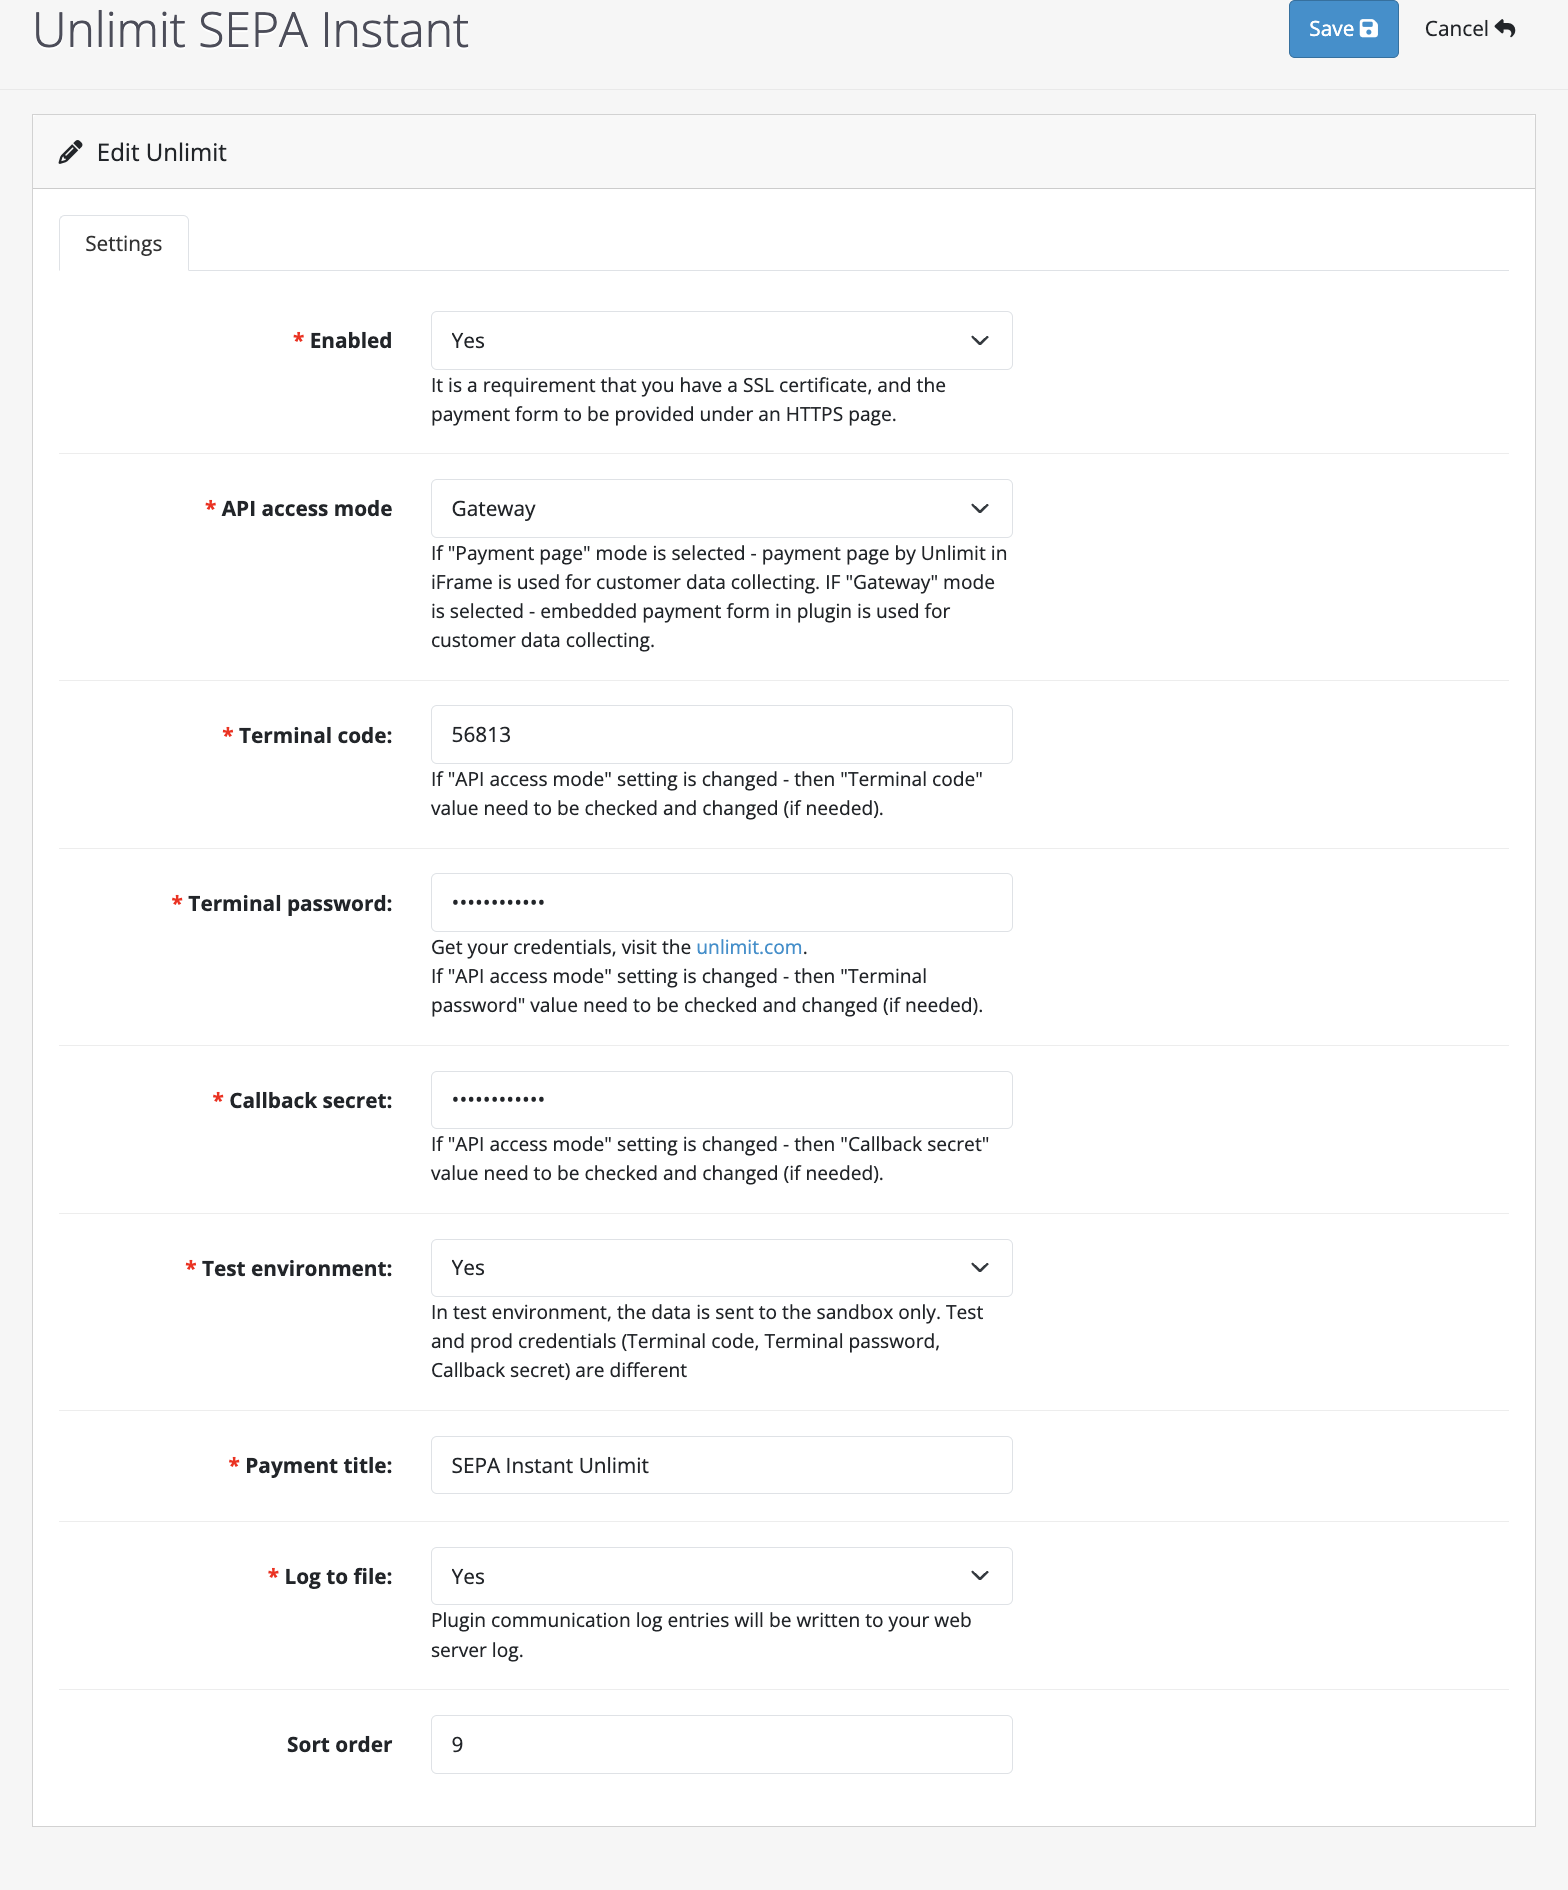 Unlimit SEPA Instant
Save
Cancel
Edit Unlimit
Settings
* Enabled
Yes
It is a requirement that you have a SSL certificate, and the
payment form to be provided under an HTTPS page.
* API access mode
Gateway
If "Payment page" mode is selected - payment page by Unlimit in
iFrame is used for customer data collecting. IF "Gateway" mode
is selected - embedded payment form in plugin is used for
customer data collecting.
* Terminal code:
56813
If "API access mode" setting is changed - then "Terminal code"
value need to be checked and changed (if needed).
* Terminal password:
••••••••••••
Get your credentials, visit the unlimit.com.
If "API access mode" setting is changed - then "Terminal
password" value need to be checked and changed (if needed).
* Callback secret:
••••••••••••
If "API access mode" setting is changed - then "Callback secret"
value need to be checked and changed (if needed).
* Test environment:
Yes
In test environment, the data is sent to the sandbox only. Test
and prod credentials (Terminal code, Terminal password,
Callback secret) are different
* Payment title:
SEPA Instant Unlimit
* Log to file:
Yes
Plugin communication log entries will be written to your web
server log.
Sort order
9